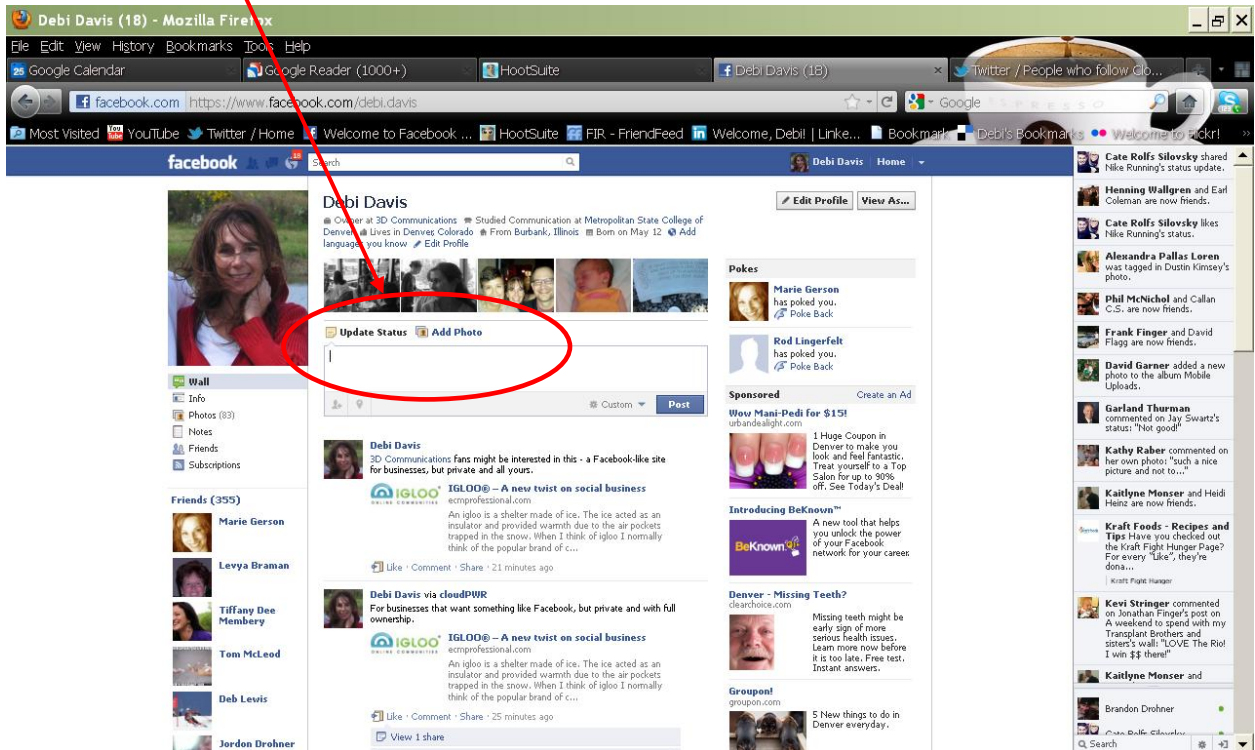 Debi Davis (18) - Mozilla Firefox
File Edit View History Bookmarks Tools Help
25 Google Calendar
Google Reader (1000+)
HootSuite
Debi Davis (18)
Twitter / People who follow Clo...
facebook.com https://www.facebook.com/debi.davis
Google
Most Visited YouTube Twitter / Home Welcome to Facebook ... HootSuite FIR - FriendFeed Welcome, Debi! | Linke... Bookmark Debi's Bookmarks Welcome to Flickr!
facebook
18
Search
Debi Davis Home
Debi Davis
Edit Profile View As...
Owner at 3D Communications Studied Communication at Metropolitan State College of
Denver Lives in Denver, Colorado From Burbank, Illinois Born on May 12 Add
languages you know Edit Profile
Update Status Add Photo
Custom Post
Wall
Info
Photos (83)
Notes
Friends
Subscriptions
Friends (355)
Marie Gerson
Levya Braman
Tiffany Dee
Membery
Tom McLeod
Deb Lewis
Jordon Drohner
Debi Davis
3D Communications fans might be interested in this - a Facebook-like site
for businesses, but private and all yours.
IGLOO
ONLINE COMMUNITIES
IGLOO® – A new twist on social business
ecmprofessional.com
An igloo is a shelter made of ice. The ice acted as an
insulator and provided warmth due to the air pockets
trapped in the snow. When I think of igloo I normally
think of the popular brand of c...
Like · Comment · Share · 21 minutes ago
Debi Davis via cloudPWR
For businesses that want something like Facebook, but private and with full
ownership.
IGLOO
ONLINE COMMUNITIES
IGLOO® – A new twist on social business
ecmprofessional.com
An igloo is a shelter made of ice. The ice acted as an
insulator and provided warmth due to the air pockets
trapped in the snow. When I think of igloo I normally
think of the popular brand of c...
Like · Comment · Share · 25 minutes ago
View 1 share
Pokes
Marie Gerson
has poked you.
Poke Back
Rod Lingerfelt
has poked you.
Poke Back
Sponsored Create an Ad
Wow Mani-Pedi for $15!
urbandealight.com
1 Huge Coupon in
Denver to make you
look and feel fantastic.
Treat yourself to a Top
Salon for up to 90%
off. See Today's Deal!
Introducing BeKnown™
BeKnown
A new tool that helps
you unlock the power
of your Facebook
network for your career.
Denver - Missing Teeth?
clearchoice.com
Missing teeth might be
early sign of more
serious health issues.
Learn more now before
it is too late. Free test.
Instant answers.
Groupon!
groupon.com
5 New things to do in
Denver everyday.
Cate Rolfs Silovsky shared
Nike Running's status update.
Henning Wallgren and Earl
Coleman are now friends.
Cate Rolfs Silovsky likes
Nike Running's status.
Alexandra Pallas Loren
was tagged in Dustin Kimsey's
photo.
Phil McNichol and Callan
C.S. are now friends.
Frank Finger and David
Flagg are now friends.
David Garner added a new
photo to the album Mobile
Uploads.
Garland Thurman
commented on Jay Swartz's
status: "Not good!"
Kathy Raber commented on
her own photo: "such a nice
picture and not to..."
Kaitlyne Monser and Heidi
Heinz are now friends.
Kraft Foods - Recipes and
Tips Have you checked out
the Kraft Fight Hunger Page?
For every "Like", they're
dona...
Kraft Fight Hunger
Kevi Stringer commented
on Jonathan Finger's post on
A weekend to spend with my
Transplant Brothers and
sister's wall: "LOVE The Rio!
I win $$ there!"
Kaitlyne Monser and
Brandon Drohner
Cate Rolfs Silovsky
Search